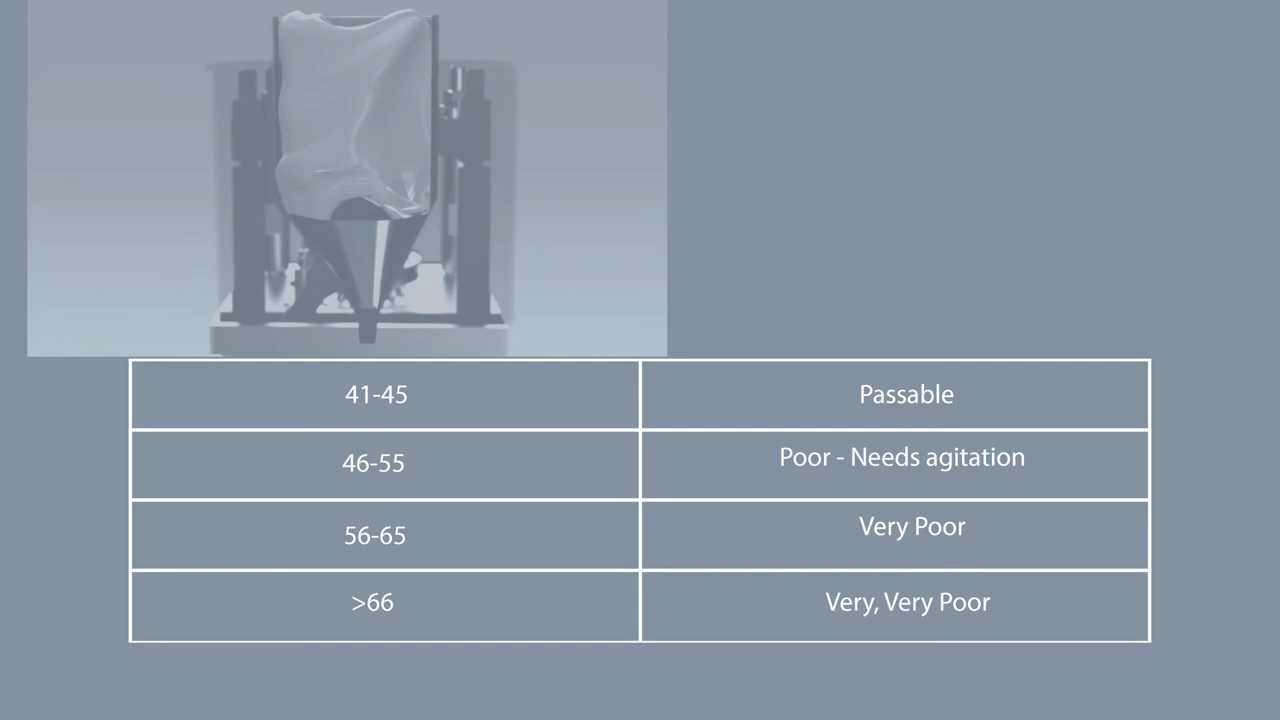 41-45 Passable
46-55 Poor - Needs agitation
56-65 Very Poor
>66 Very, Very Poor